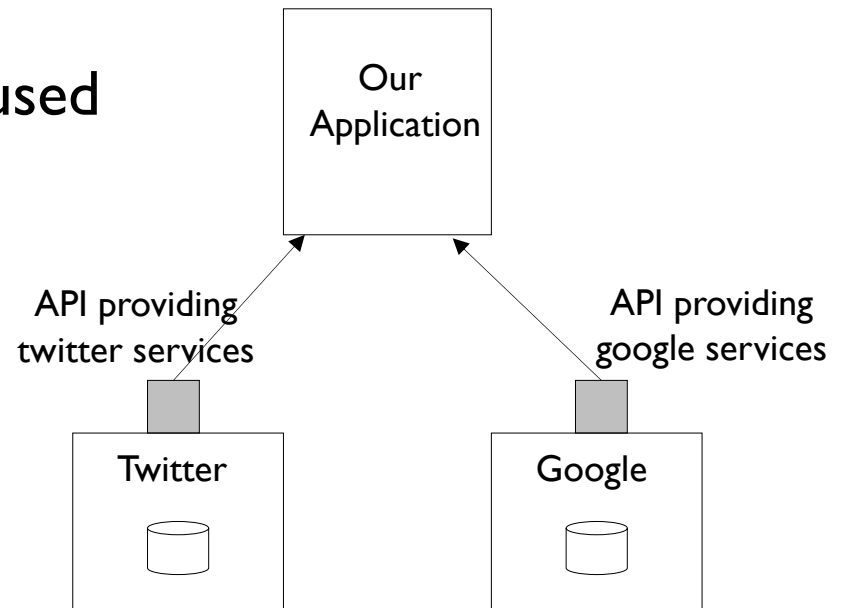 used
Our
Application
API providing
twitter services
API providing
google services
Twitter
Google